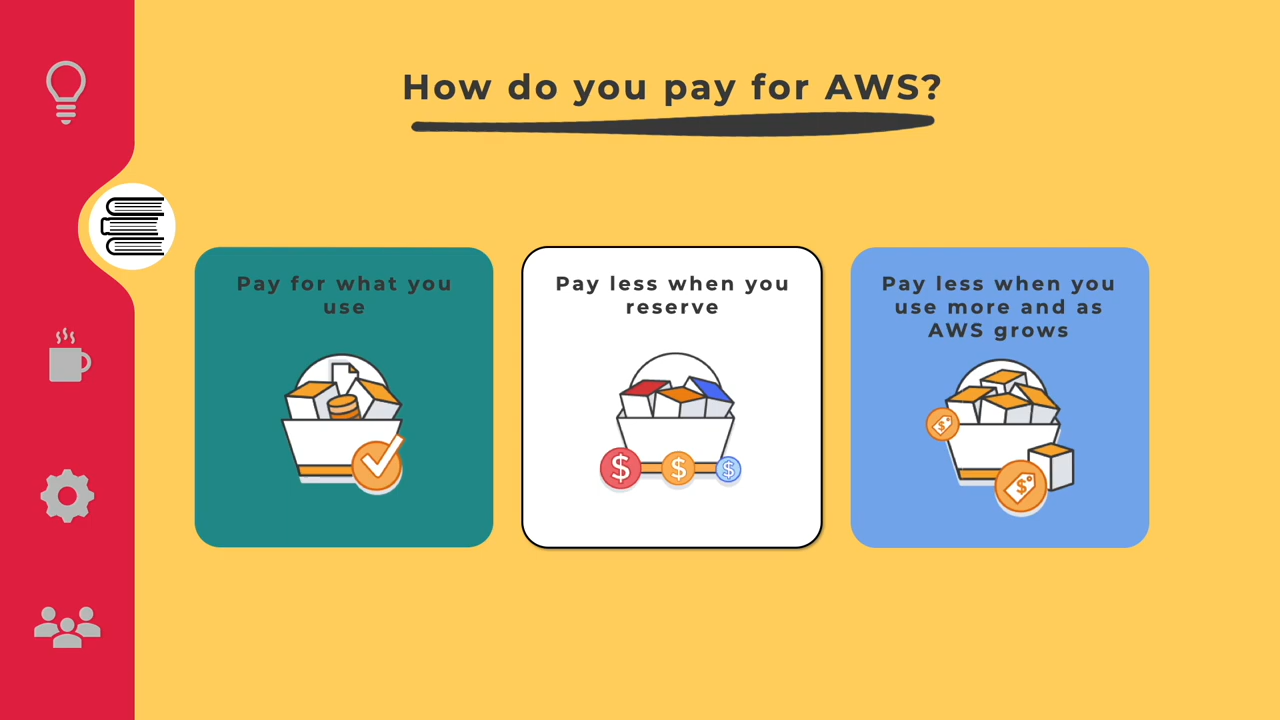 How do you pay for AWS?
Pay for what you
use
Pay less when you
reserve
Pay less when you
use more and as
AWS grows
$
$
$
$
$